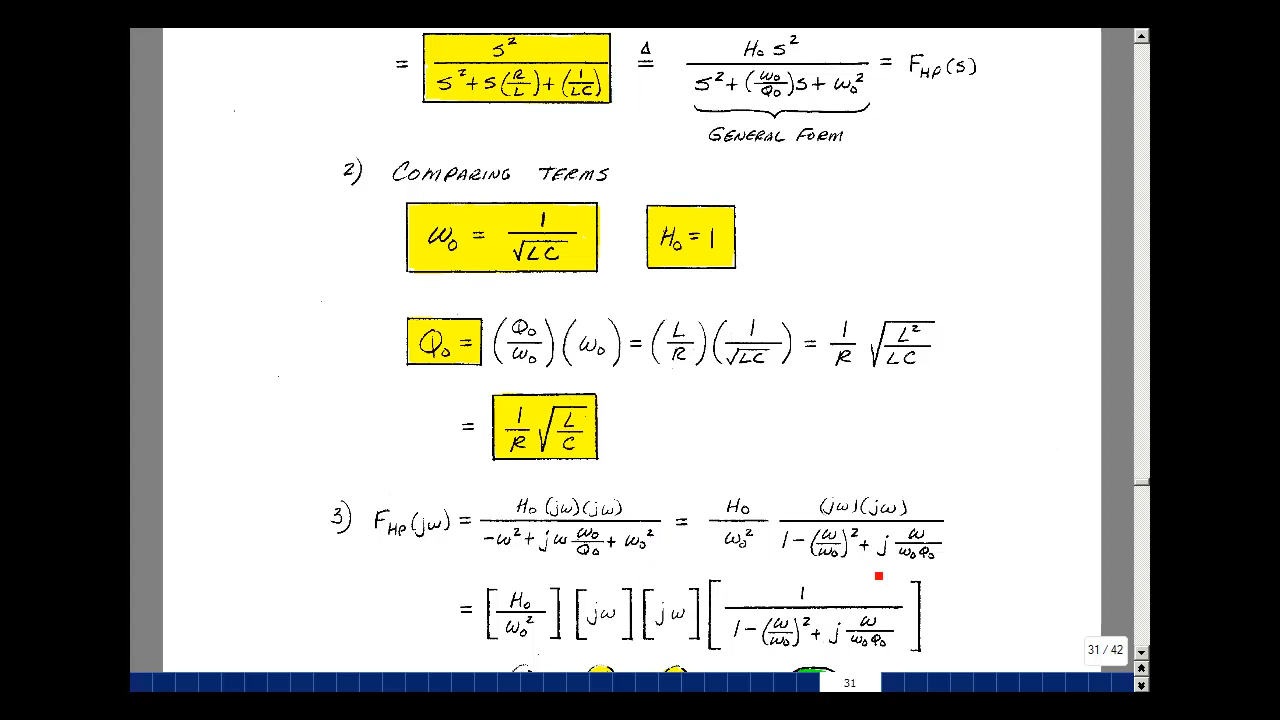 = s² / (s² + s(R/L) + (1/LC)) ≜ H₀ s² / (s² + (ω₀/Q₀)s + ω₀²) = F_HP(s)
GENERAL FORM
2) COMPARING TERMS
ω₀ = 1/√LC H₀ = 1
Q₀ = (Q₀/ω₀)(ω₀) = (L/R)(1/√LC) = 1/R √(L²/LC)
= 1/R √(L/C)
3) F_HP(jω) = H₀(jω)(jω) / (-ω² + jω ω₀/Q₀ + ω₀²) = H₀/ω₀² (jω)(jω) / (1-(ω/ω₀)² + j ω/ω₀Q₀)
= [H₀/ω₀²][jω][jω][1 / (1-(ω/ω₀)² + j ω/ω₀Q₀)]
31 / 42
31